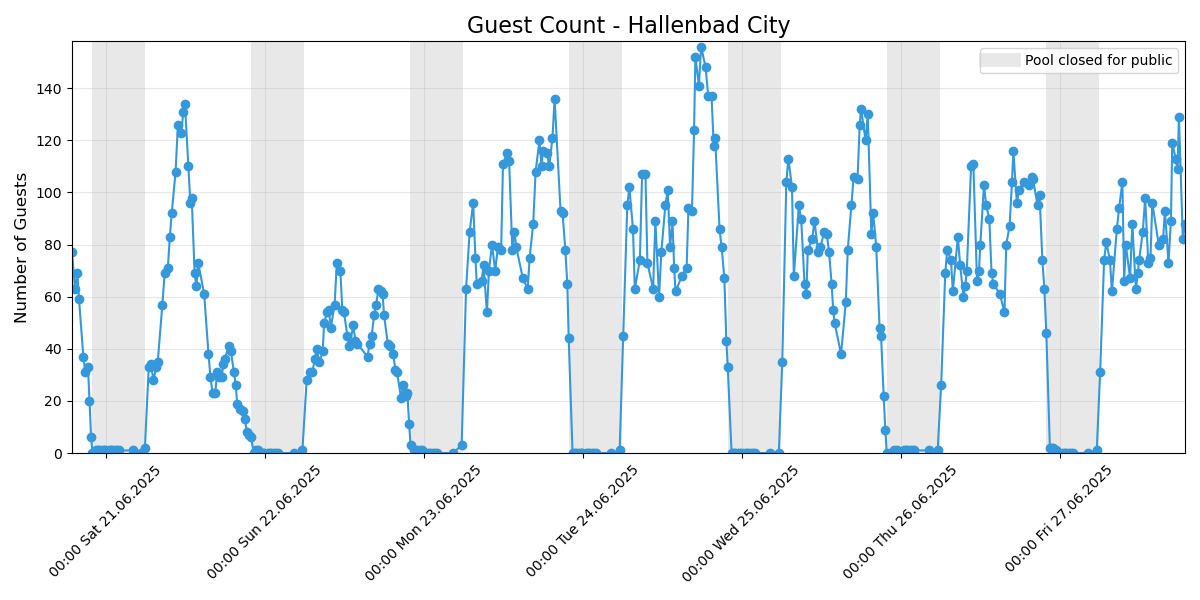 Guest Count - Hallenbad City
Pool closed for public
Number of Guests
140
120
100
80
60
40
20
0
00:00 Sat 21.06.2025
00:00 Sun 22.06.2025
00:00 Mon 23.06.2025
00:00 Tue 24.06.2025
00:00 Wed 25.06.2025
00:00 Thu 26.06.2025
00:00 Fri 27.06.2025